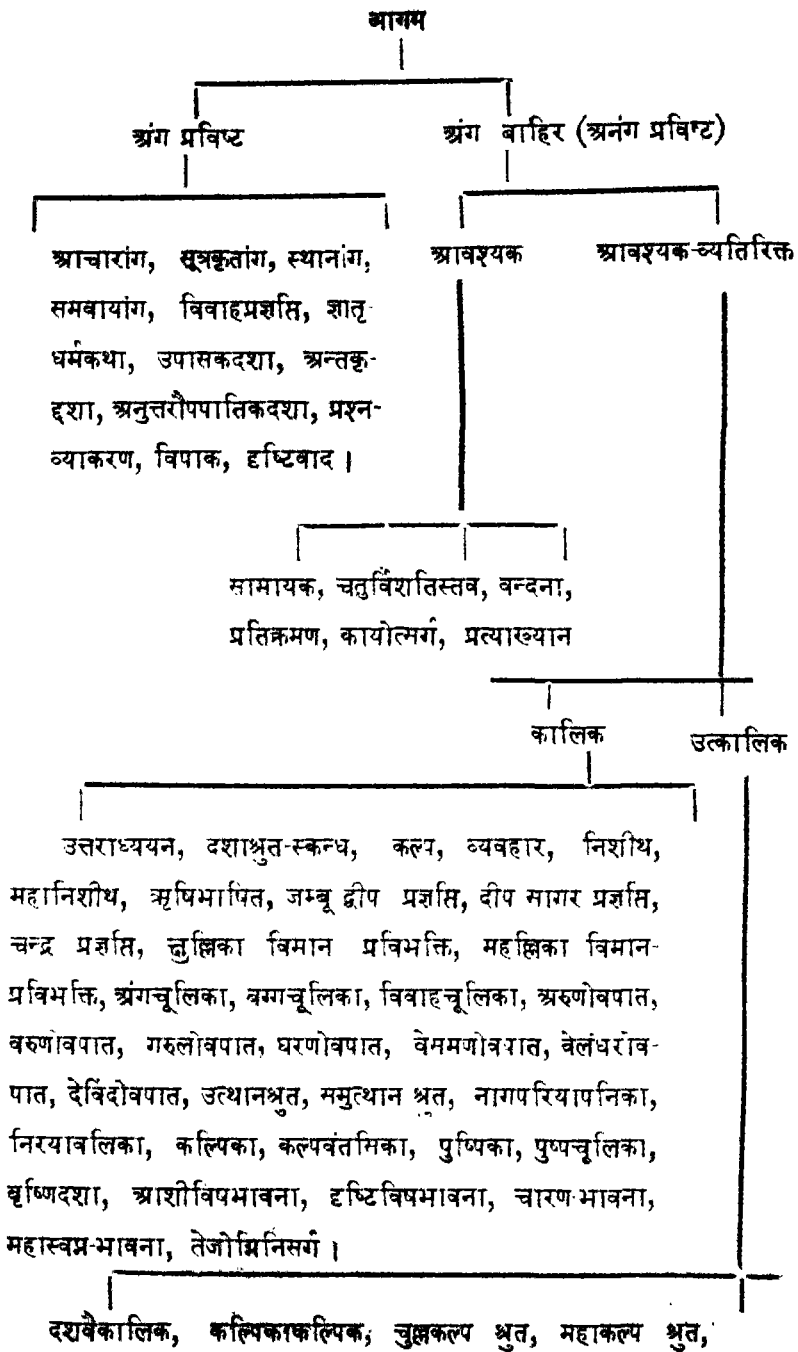 आगम
अंग प्रविष्ट
अंग बाहिर (अनंग प्रविष्ट)
आचारांग, सूत्रकृतांग, स्थानांग,
समवायांग, विवाहप्रज्ञप्ति, ज्ञातृ-
धर्मकथा, उपासकदशा, अन्तकृ-
द्दशा, अनुत्तरौपपातिकदशा, प्रश्न-
व्याकरण, विपाक, दृष्टिवाद ।
आवश्यक
आवश्यक-व्यतिरिक्त
सामायक, चतुर्विंशतिस्तव, वन्दना,
प्रतिक्रमण, कायोत्सर्ग, प्रत्याख्यान
कालिक
उत्कालिक
उत्तराध्ययन, दशाश्रुत-स्कन्ध, कल्प, व्यवहार, निशीथ,
महानिशीथ, ऋषिभाषित, जम्बू द्वीप प्रज्ञप्ति, दीप सागर प्रज्ञप्ति,
चन्द्र प्रज्ञप्ति, क्षुल्लिका विमान प्रविभक्ति, महल्लिका विमान-
प्रविभक्ति, अंगचूलिका, वग्गचूलिका, विवाहचूलिका, अरुणोवपात,
वरुणोवपात, गरुलोवपात, धरणोवपात, वेसमणोववात, वेलंधरोव-
पात, देविंदोवपात, उत्थानश्रुत, समुत्थान श्रुत, नागपरियापनिका,
निरयावलिका, कल्पिका, कल्पवंतसिका, पुष्पिका, पुष्पचूलिका,
वृष्णिदशा, आशीविषभावना, दृष्टिविषभावना, चारण-भावना,
महास्वप्न-भावना, तेजोग्निनिसर्ग ।
दशवैकालिक, कल्पिकाकल्पिक, चुल्लकल्प श्रुत, महाकल्प श्रुत,